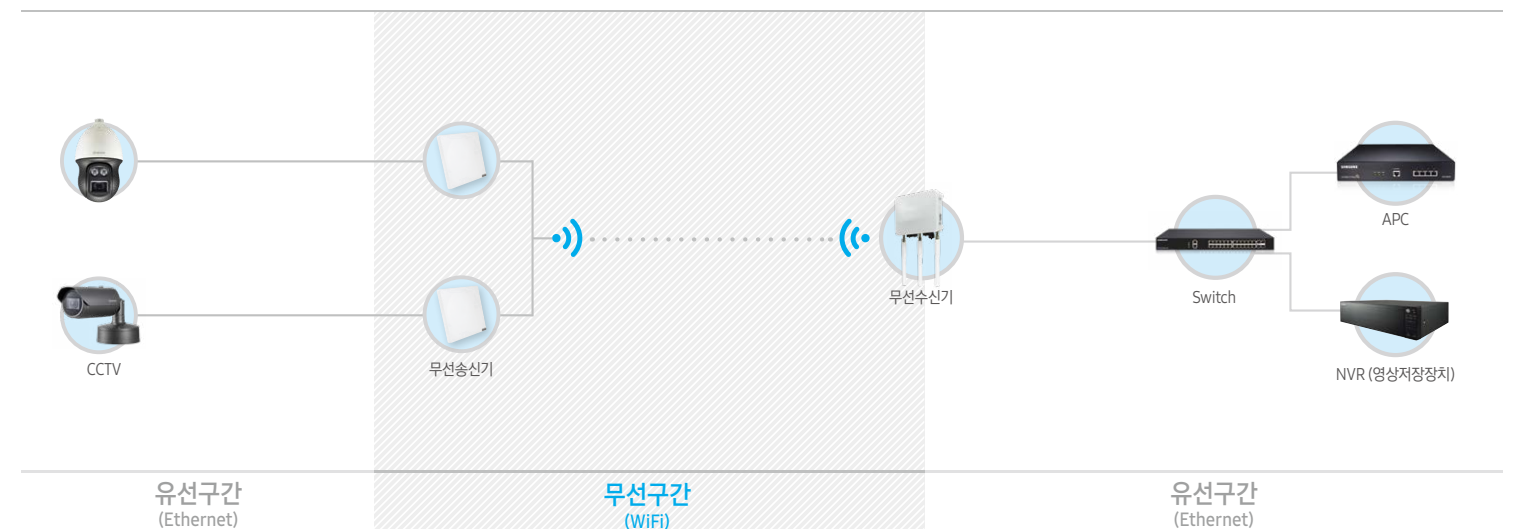 APC
무선수신기
Switch
CCTV
무선송신기
NVR (영상저장장치)
유선구간
(Ethernet)
무선구간
(WiFi)
유선구간
(Ethernet)